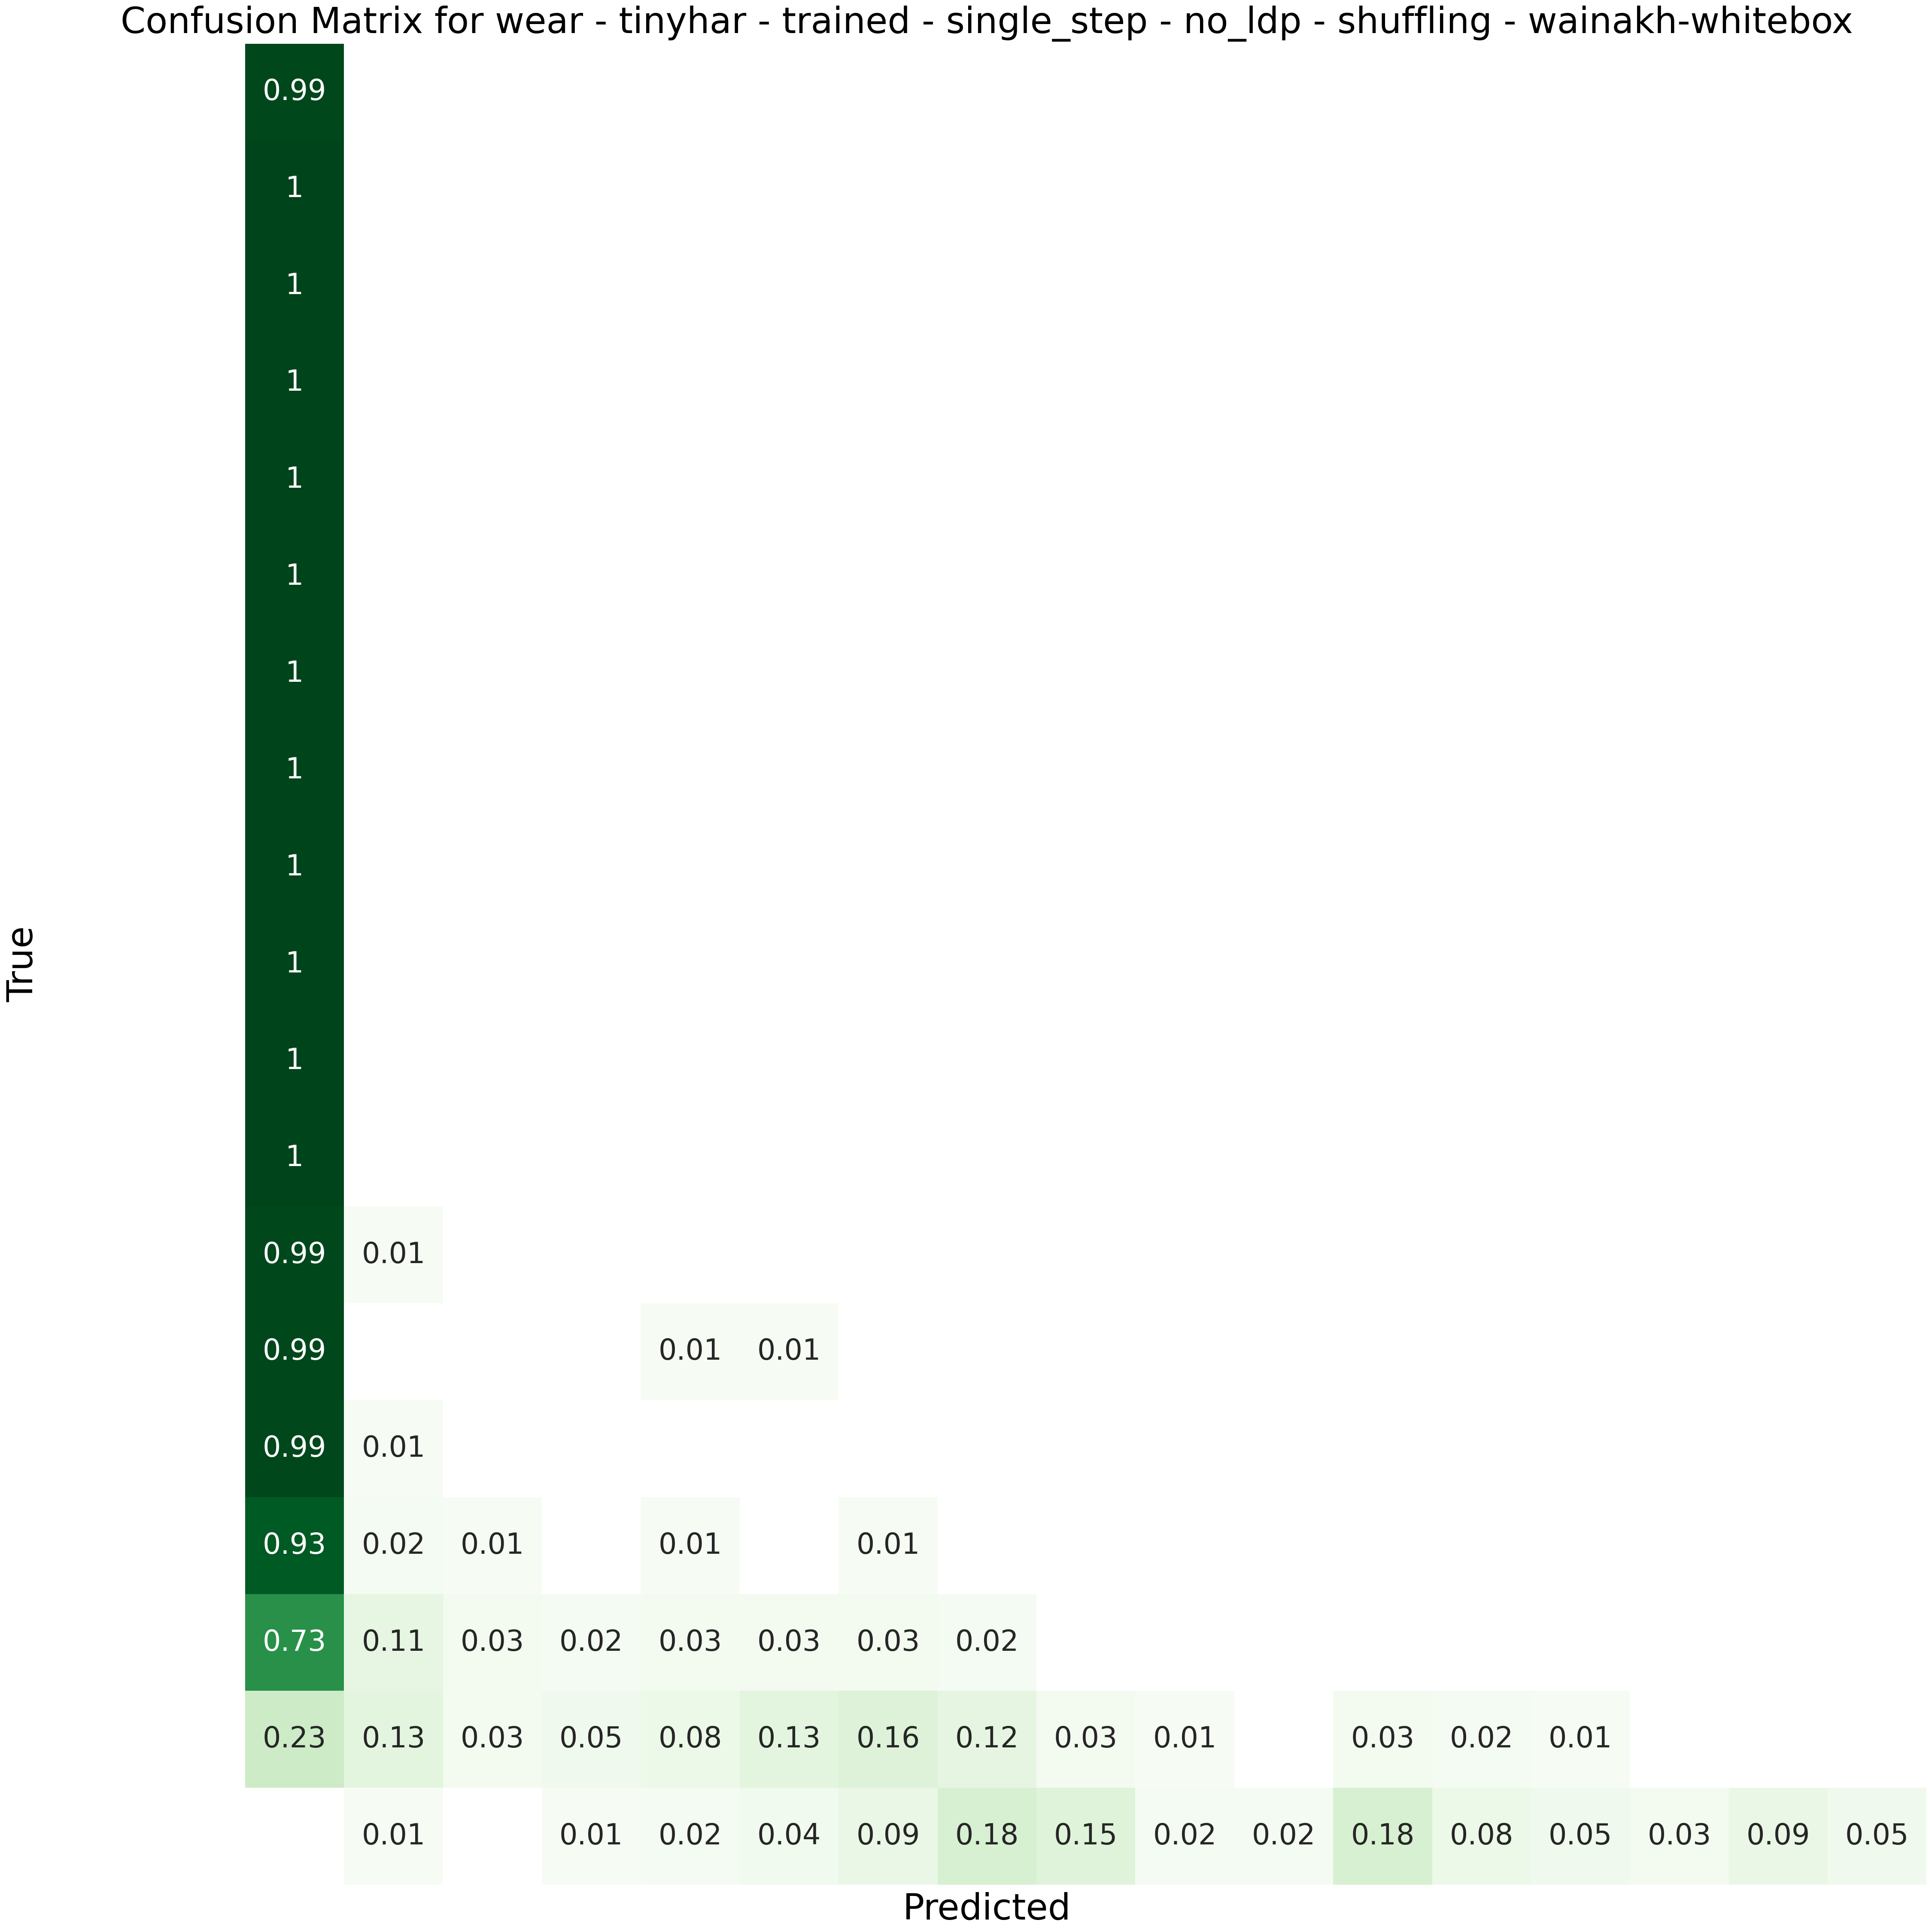 Confusion Matrix for wear - tinyhar - trained - single_step - no_ldp - shuffling - wainakh-whitebox
0.99
1
1
1
1
1
1
1
1
1
1
1
0.99 0.01
0.99 0.01 0.01
0.99 0.01
0.93 0.02 0.01 0.01 0.01
0.73 0.11 0.03 0.02 0.03 0.03 0.03 0.02
0.23 0.13 0.03 0.05 0.08 0.13 0.16 0.12 0.03 0.01 0.03 0.02 0.01
0.01 0.01 0.02 0.04 0.09 0.18 0.15 0.02 0.02 0.18 0.08 0.05 0.03 0.09 0.05
True
Predicted